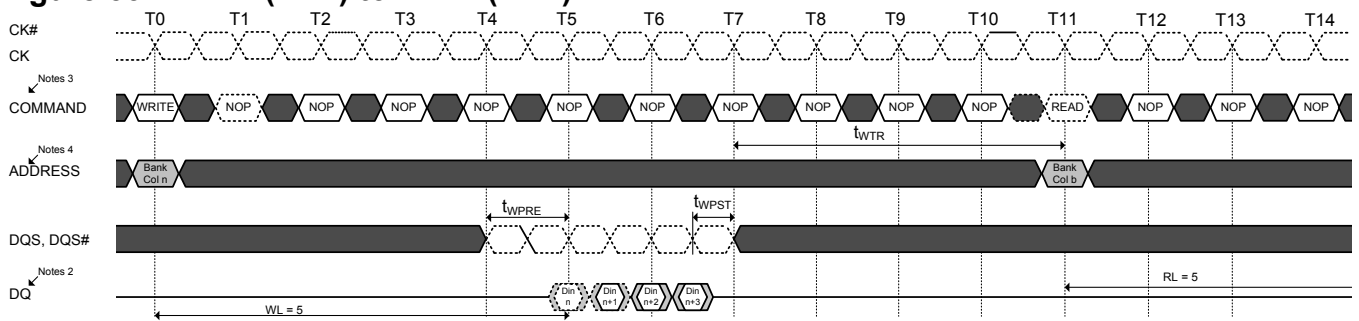 T0 T1 T2 T3 T4 T5 T6 T7 T8 T9 T10 T11 T12 T13 T14
CK#
CK
Notes 3
COMMAND
WRITE NOP NOP NOP NOP NOP NOP NOP NOP NOP NOP READ NOP NOP NOP
tWTR
Notes 4
ADDRESS
Bank
Col n
Bank
Col b
tWPRE
tWPST
DQS, DQS#
Notes 2
DQ
Din
n
Din
n+1
Din
n+2
Din
n+3
RL = 5
WL = 5